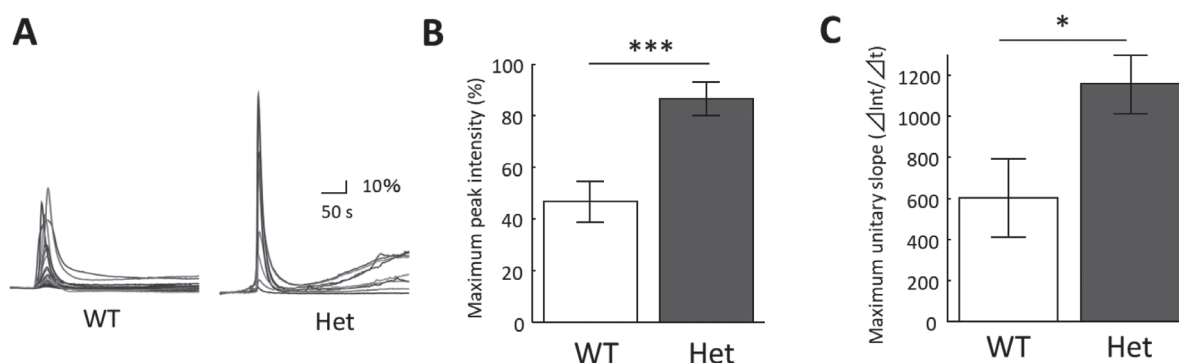 A
10%
50 s
WT
Het
B
***
Maximum peak intensity (%)
100
80
60
40
20
0
WT
Het
C
*
Maximum unitary slope (⊿Int/⊿t)
1200
1000
800
600
400
200
0
WT
Het